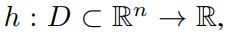 h : D ⊂ ℝⁿ → ℝ,